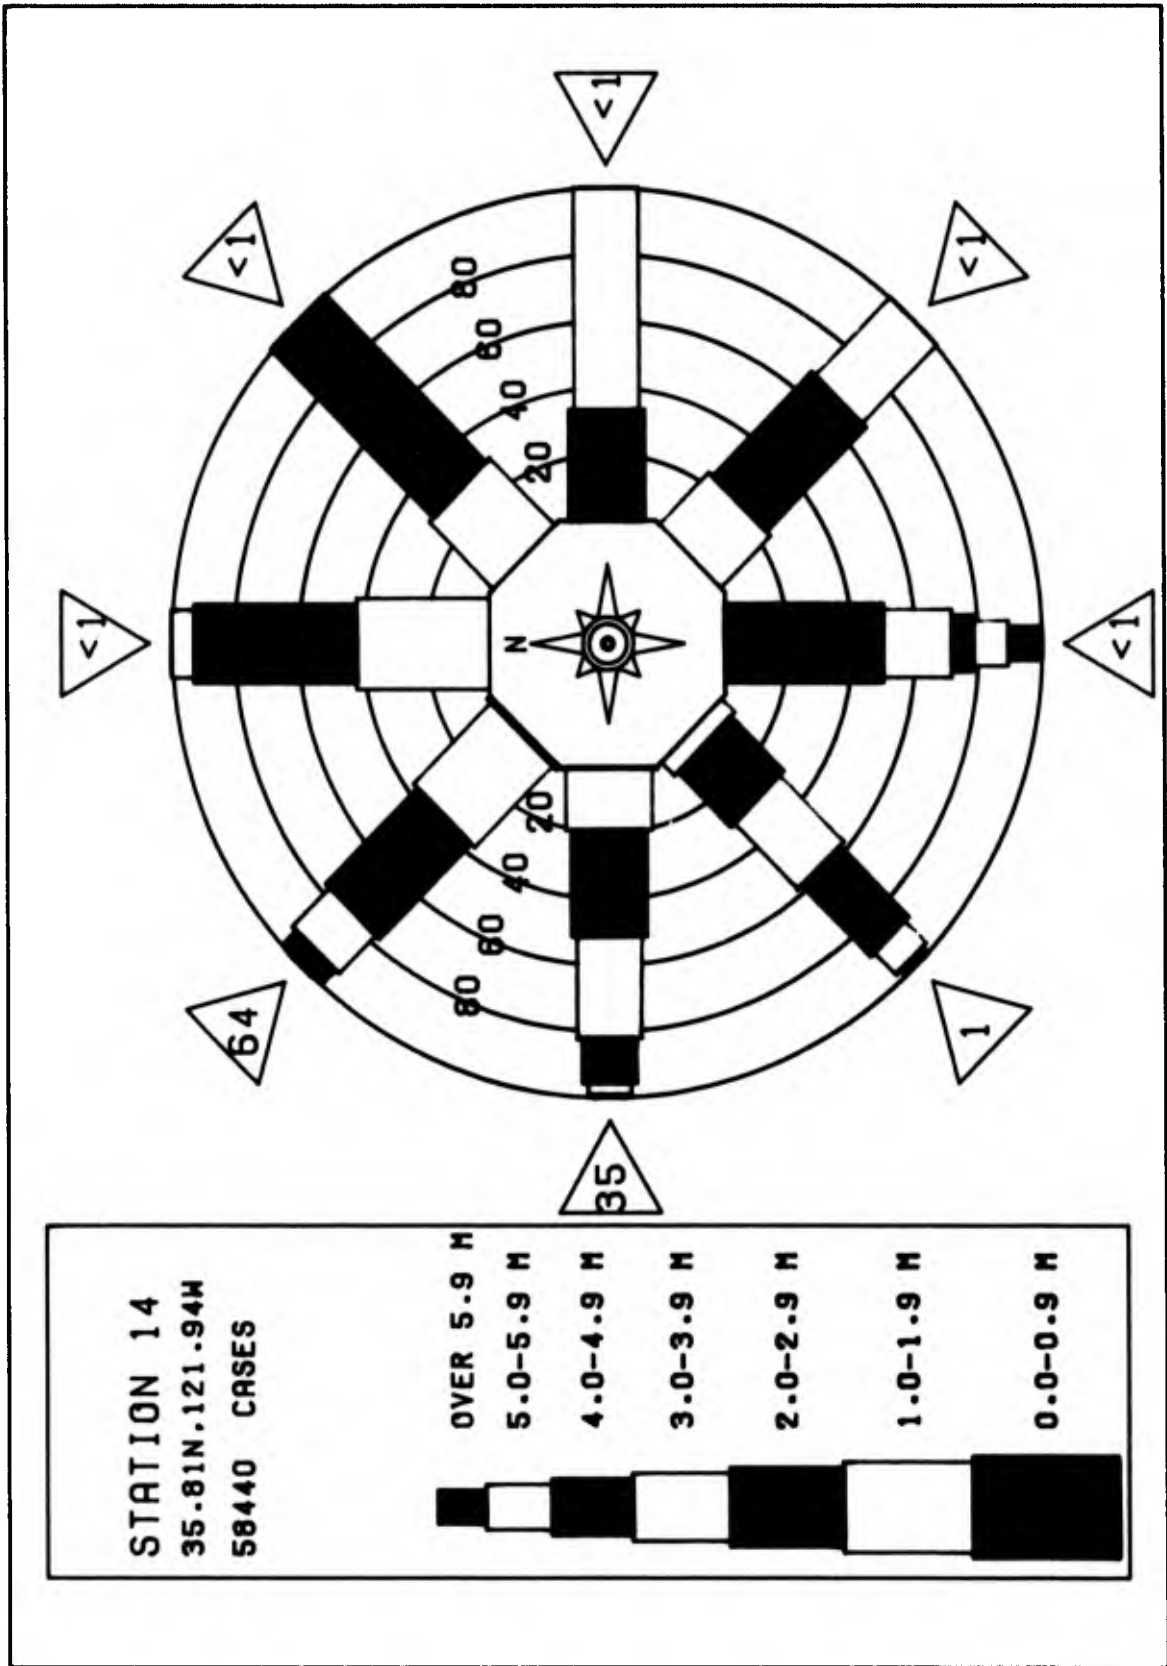 STATION 14
35.81N,121.94W
58440 CASES
OVER 5.9 M
5.0-5.9 M
4.0-4.9 M
3.0-3.9 M
2.0-2.9 M
1.0-1.9 M
0.0-0.9 M
N
20
40
60
80
20
40
60
80
<1
<1
<1
<1
<1
1
35
64